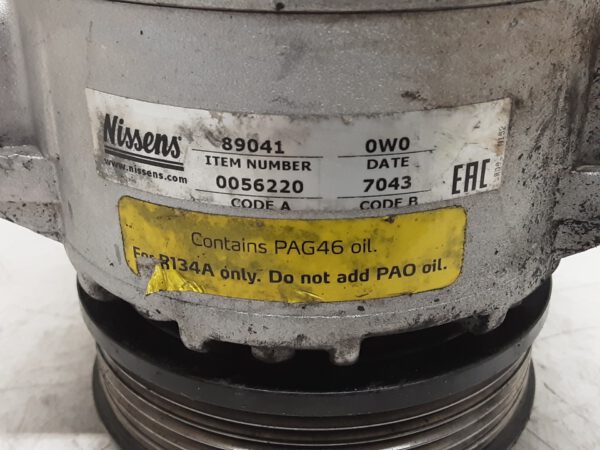 Nissens®
www.nissens.com
89041 0W0
ITEM NUMBER DATE
0056220 7043
CODE A CODE B
EAC
Contains PAG46 oil.
For R134A only. Do not add PAO oil.